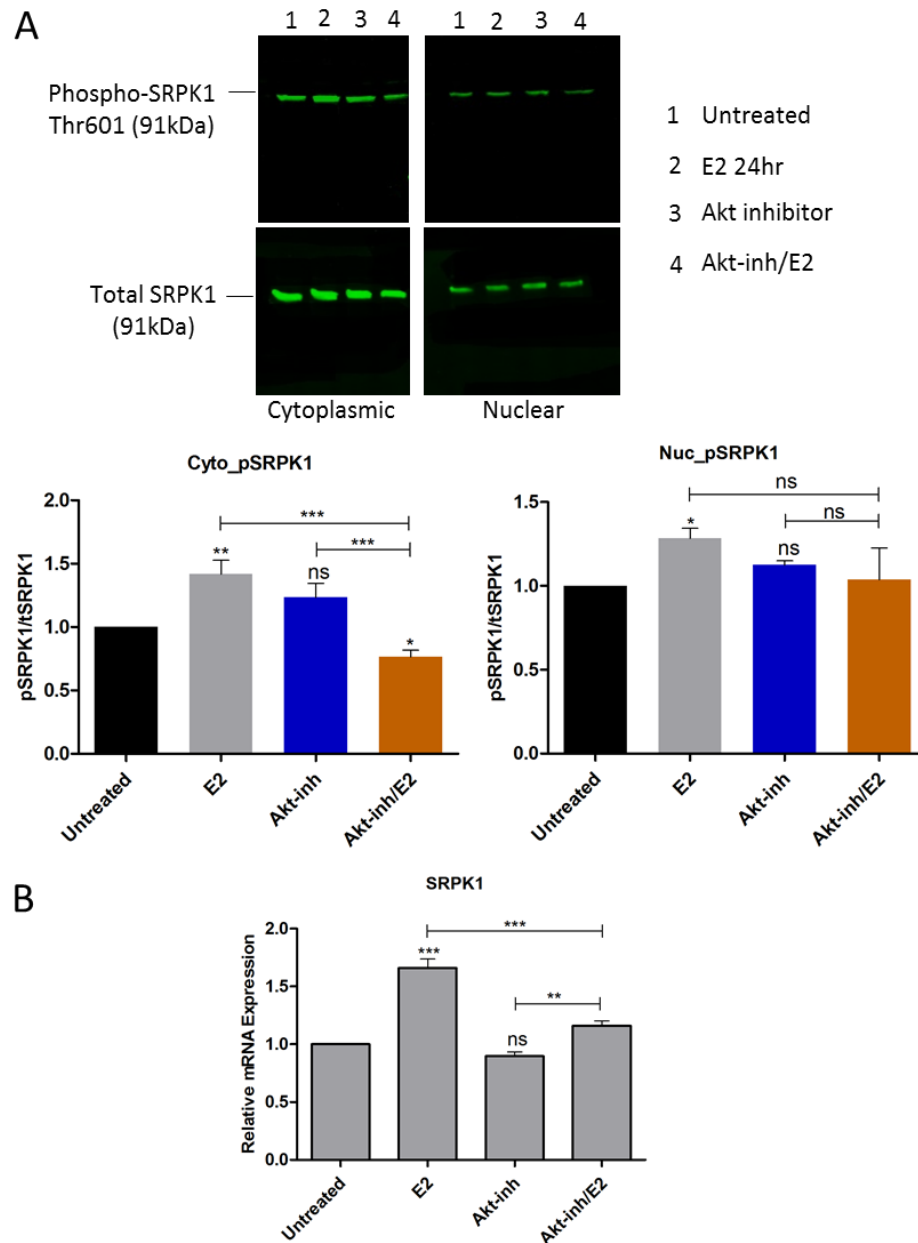 A
1 2 3 4
1 2 3 4
Phospho-SRPK1
Thr601 (91kDa)
1 Untreated
2 E2 24hr
3 Akt inhibitor
4 Akt-inh/E2
Total SRPK1
(91kDa)
Cytoplasmic
Nuclear
Cyto_pSRPK1
pSRPK1/tSRPK1
2.0
1.5
1.0
0.5
0.0
**
ns
*
***
***
Untreated
E2
Akt-inh
Akt-inh/E2
Nuc_pSRPK1
pSRPK1/tSRPK1
1.5
1.0
0.5
0.0
*
ns
ns
ns
Untreated
E2
Akt-inh
Akt-inh/E2
B
SRPK1
Relative mRNA Expression
2.0
1.5
1.0
0.5
0.0
***
ns
***
**
Untreated
E2
Akt-inh
Akt-inh/E2